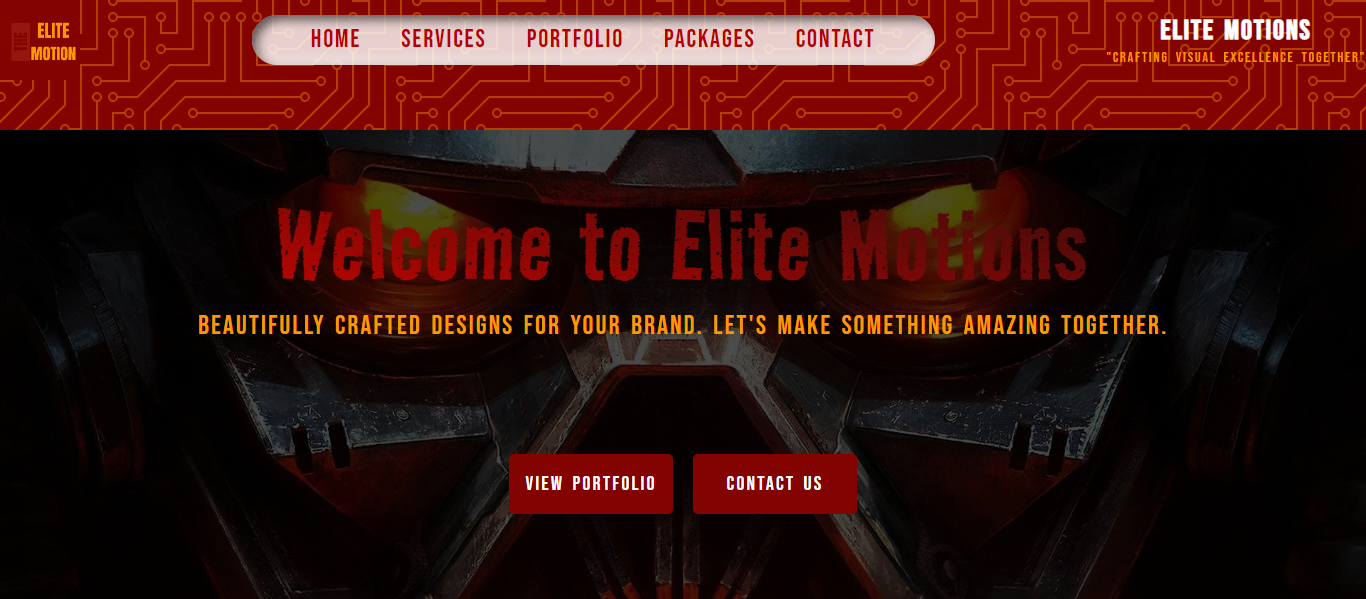 THE
ELITE
MOTION
HOME SERVICES PORTFOLIO PACKAGES CONTACT
ELITE MOTIONS
"CRAFTING VISUAL EXCELLENCE TOGETHER"
Welcome to Elite Motions
BEAUTIFULLY CRAFTED DESIGNS FOR YOUR BRAND. LET'S MAKE SOMETHING AMAZING TOGETHER.
VIEW PORTFOLIO CONTACT US